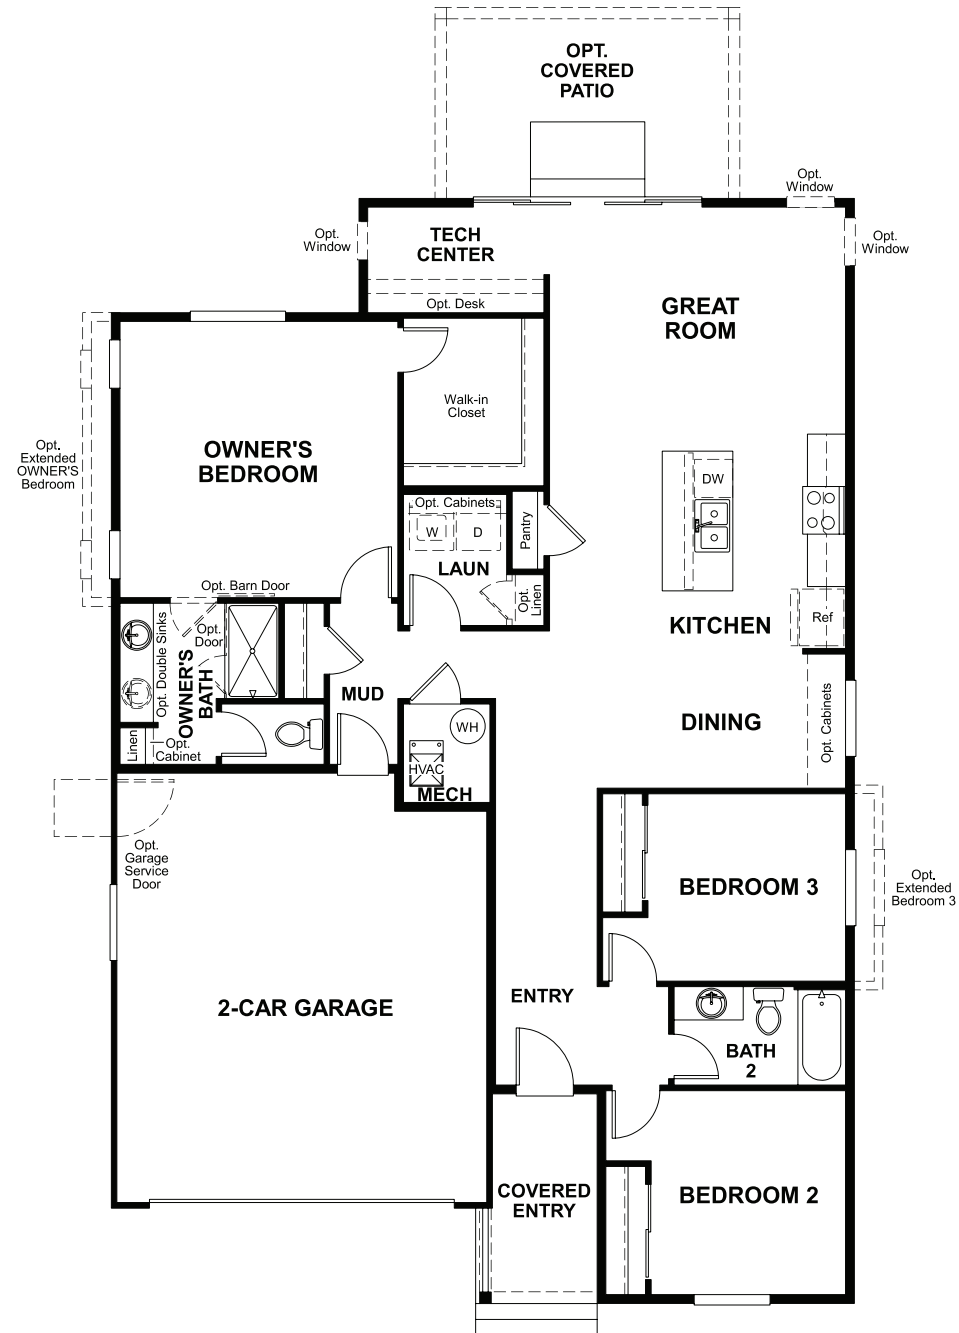 OPT.
COVERED
PATIO
Opt.
Window
Opt.
Window
TECH
CENTER
Opt.
Window
Opt. Desk
GREAT
ROOM
Walk-in
Closet
OWNER'S
BEDROOM
Opt.
Extended
OWNER'S
Bedroom
Opt. Cabinets
W
D
Pantry
DW
LAUN
Opt.
Linen
Opt. Barn Door
Opt. Double Sinks
Opt.
Door
OWNER'S
BATH
Ref
KITCHEN
MUD
DINING
Opt. Cabinets
WH
HVAC
MECH
Linen
Opt.
Cabinet
Opt.
Garage
Service
Door
BEDROOM 3
Opt.
Extended
Bedroom 3
2-CAR GARAGE
ENTRY
BATH
2
COVERED
ENTRY
BEDROOM 2